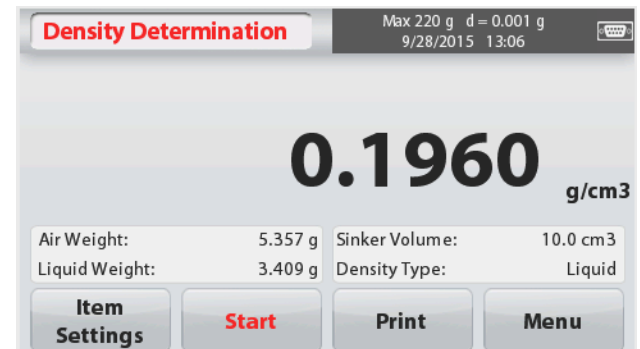 Density Determination
Max 220 g d = 0.001 g
9/28/2015 13:06
0.1960 g/cm3
Air Weight: 5.357 g Sinker Volume: 10.0 cm3
Liquid Weight: 3.409 g Density Type: Liquid
Item
Settings
Start
Print
Menu